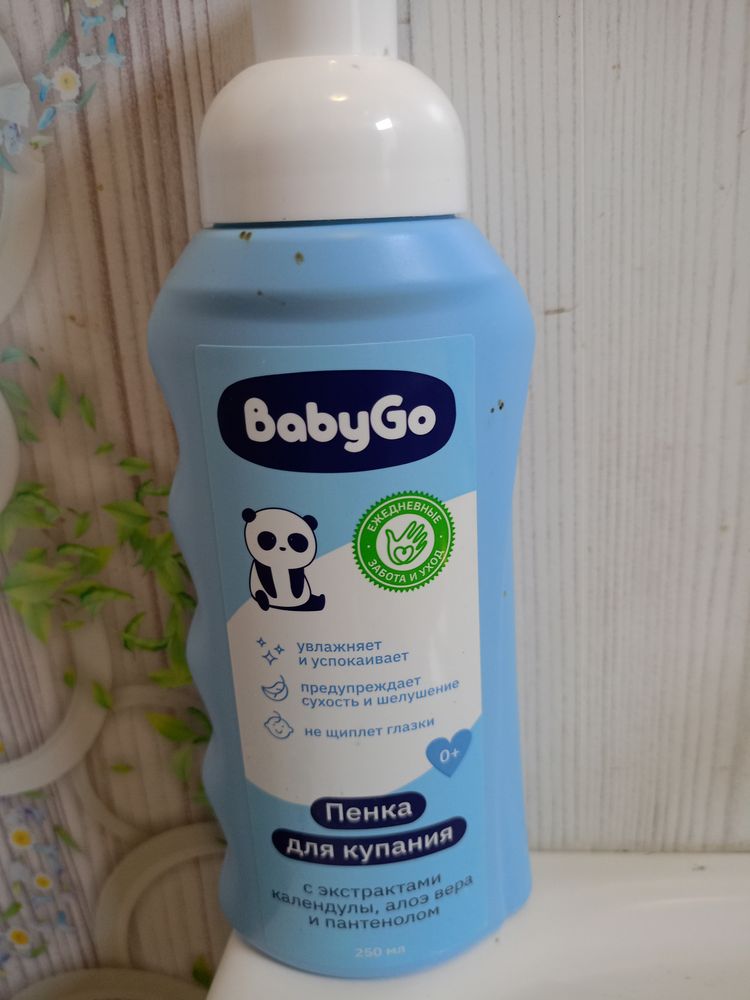 BabyGo
ЕЖЕДНЕВНЫЕ
ЗАБОТА И УХОД
увлажняет
и успокаивает
предупреждает
сухость и шелушение
не щиплет глазки
0+
Пенка
для купания
с экстрактами
календулы, алоэ вера
и пантенолом
250 мл